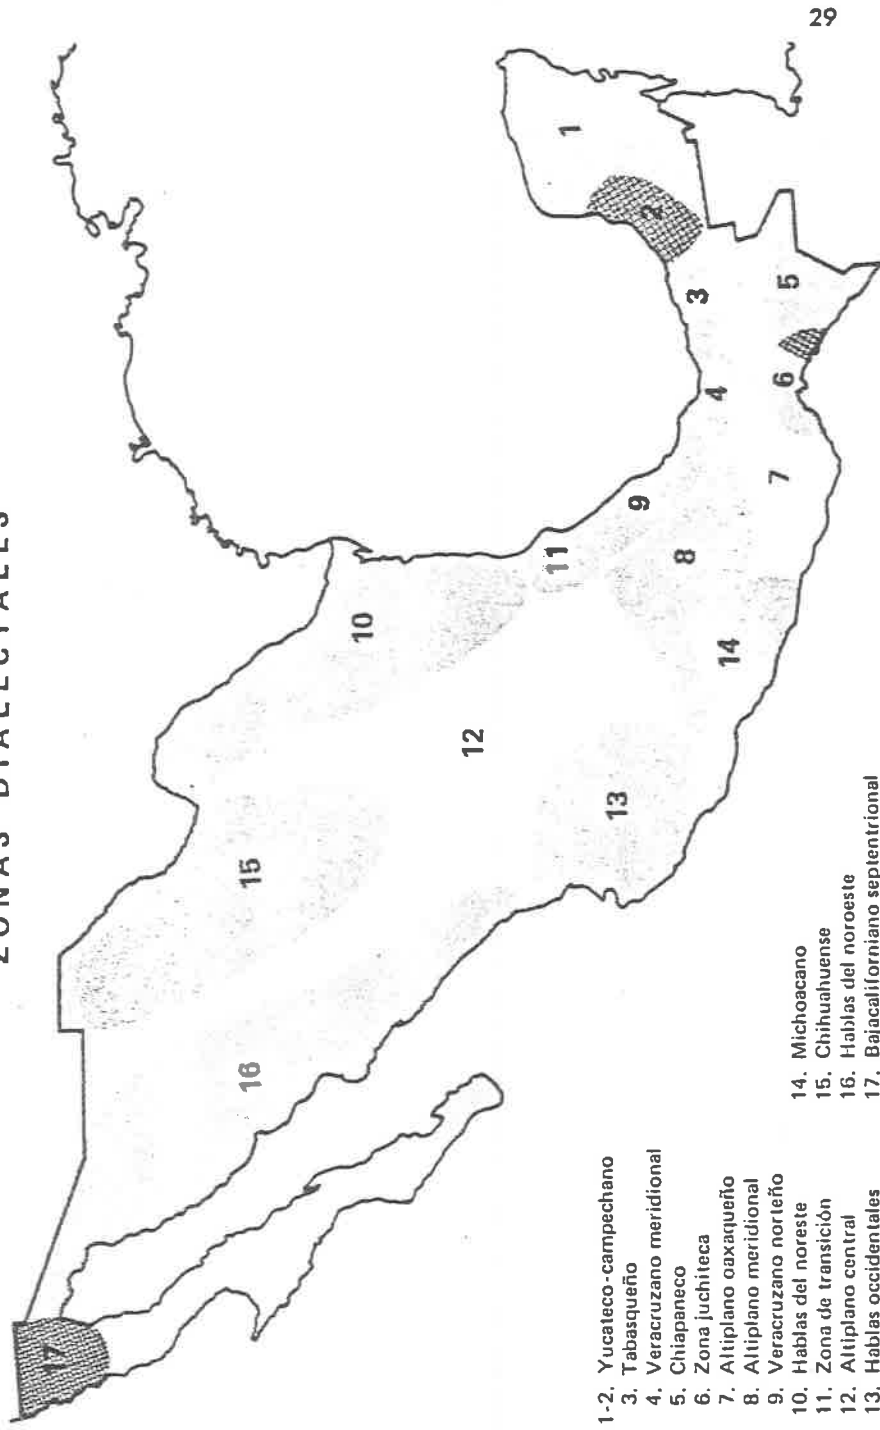 29
ZONAS DIALECTALES
1
2
3
4
5
6
7
8
9
10
11
12
13
14
15
16
17
1-2. Yucateco-campechano
3. Tabasqueño
4. Veracruzano meridional
5. Chiapaneco
6. Zona juchiteca
7. Altiplano oaxaqueño
8. Altiplano meridional
9. Veracruzano norteño
10. Hablas del noreste
11. Zona de transición
12. Altiplano central
13. Hablas occidentales
14. Michoacano
15. Chihuahuense
16. Hablas del noroeste
17. Bajacaliforniano septentrional